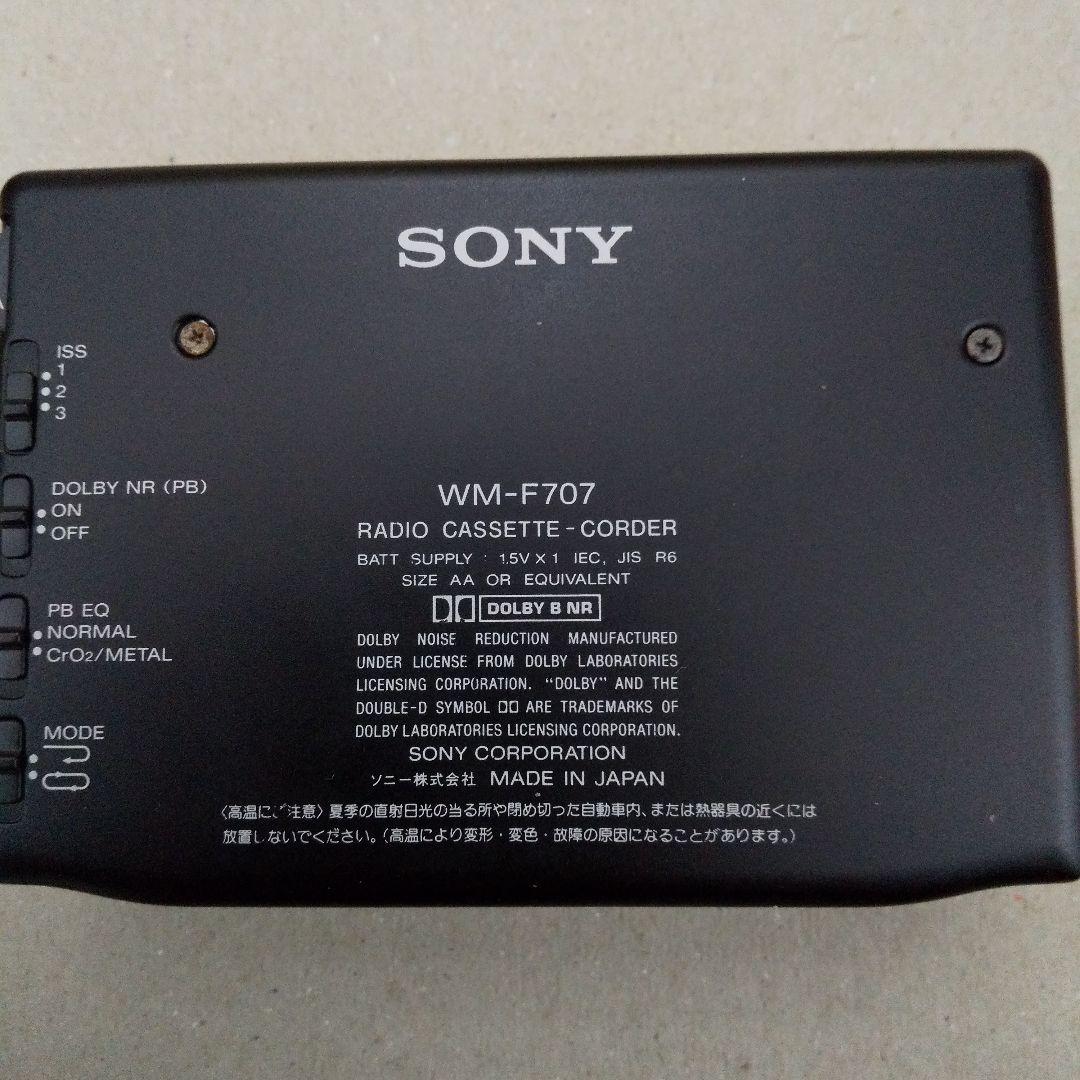 SONY
ISS
1
2
3
DOLBY NR (PB)
ON
OFF
PB EQ
NORMAL
CrO2/METAL
MODE
WM-F707
RADIO CASSETTE-CORDER
BATT SUPPLY : 1.5V X 1 IEC, JIS R6
SIZE AA OR EQUIVALENT
DOLBY B NR
DOLBY NOISE REDUCTION MANUFACTURED
UNDER LICENSE FROM DOLBY LABORATORIES
LICENSING CORPORATION. “DOLBY” AND THE
DOUBLE-D SYMBOL DD ARE TRADEMARKS OF
DOLBY LABORATORIES LICENSING CORPORATION.
SONY CORPORATION
ソニー株式会社 MADE IN JAPAN
〈高温にご注意〉夏季の直射日光の当る所や閉め切った自動車内、または熱器具の近くには
放置しないでください。(高温により変形・変色・故障の原因になることがあります。)